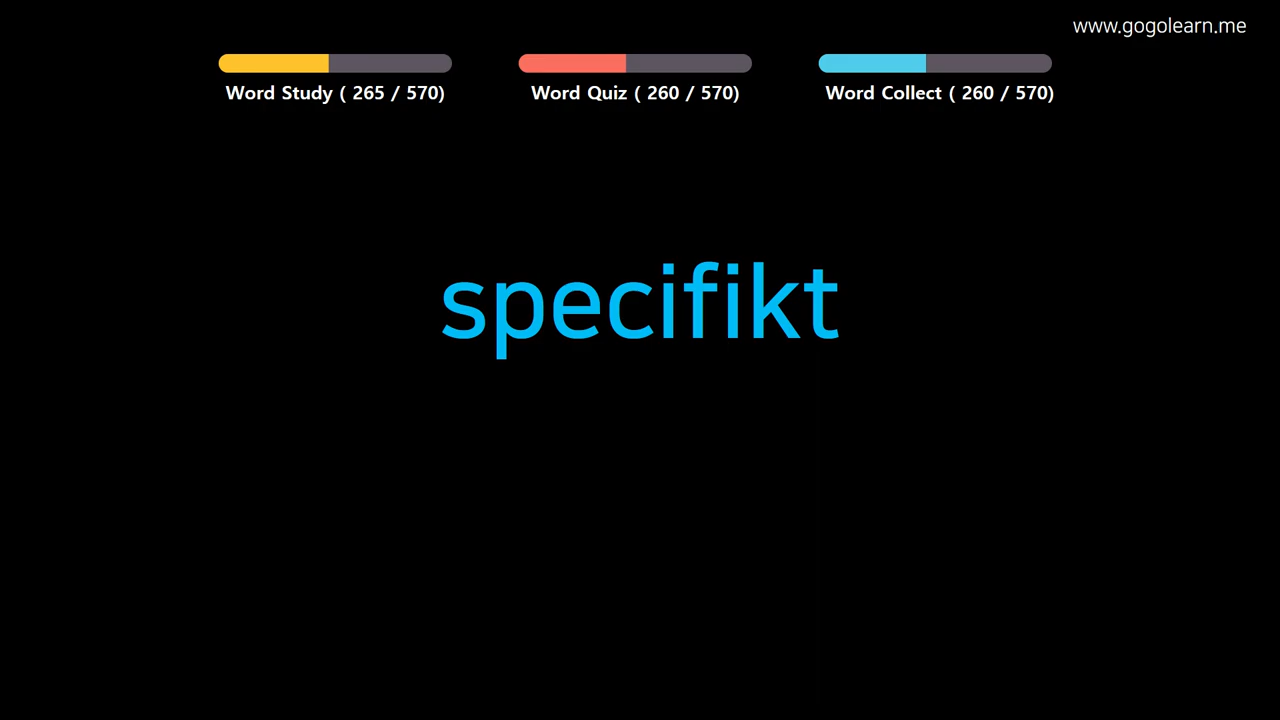 www.gogolearn.me
Word Study ( 265 / 570)
Word Quiz ( 260 / 570)
Word Collect ( 260 / 570)
specifikt